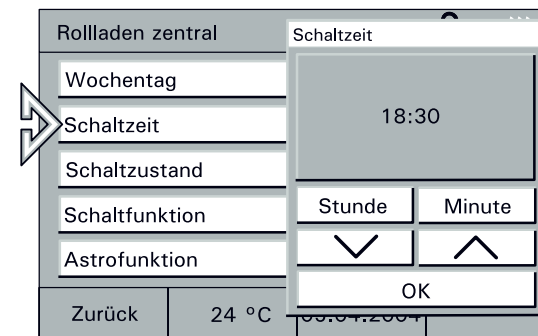 Rollladen zentral
Wochentag
Schaltzeit
Schaltzustand
Schaltfunktion
Astrofunktion
Zurück
24 °C
Schaltzeit
18:30
Stunde
Minute
OK